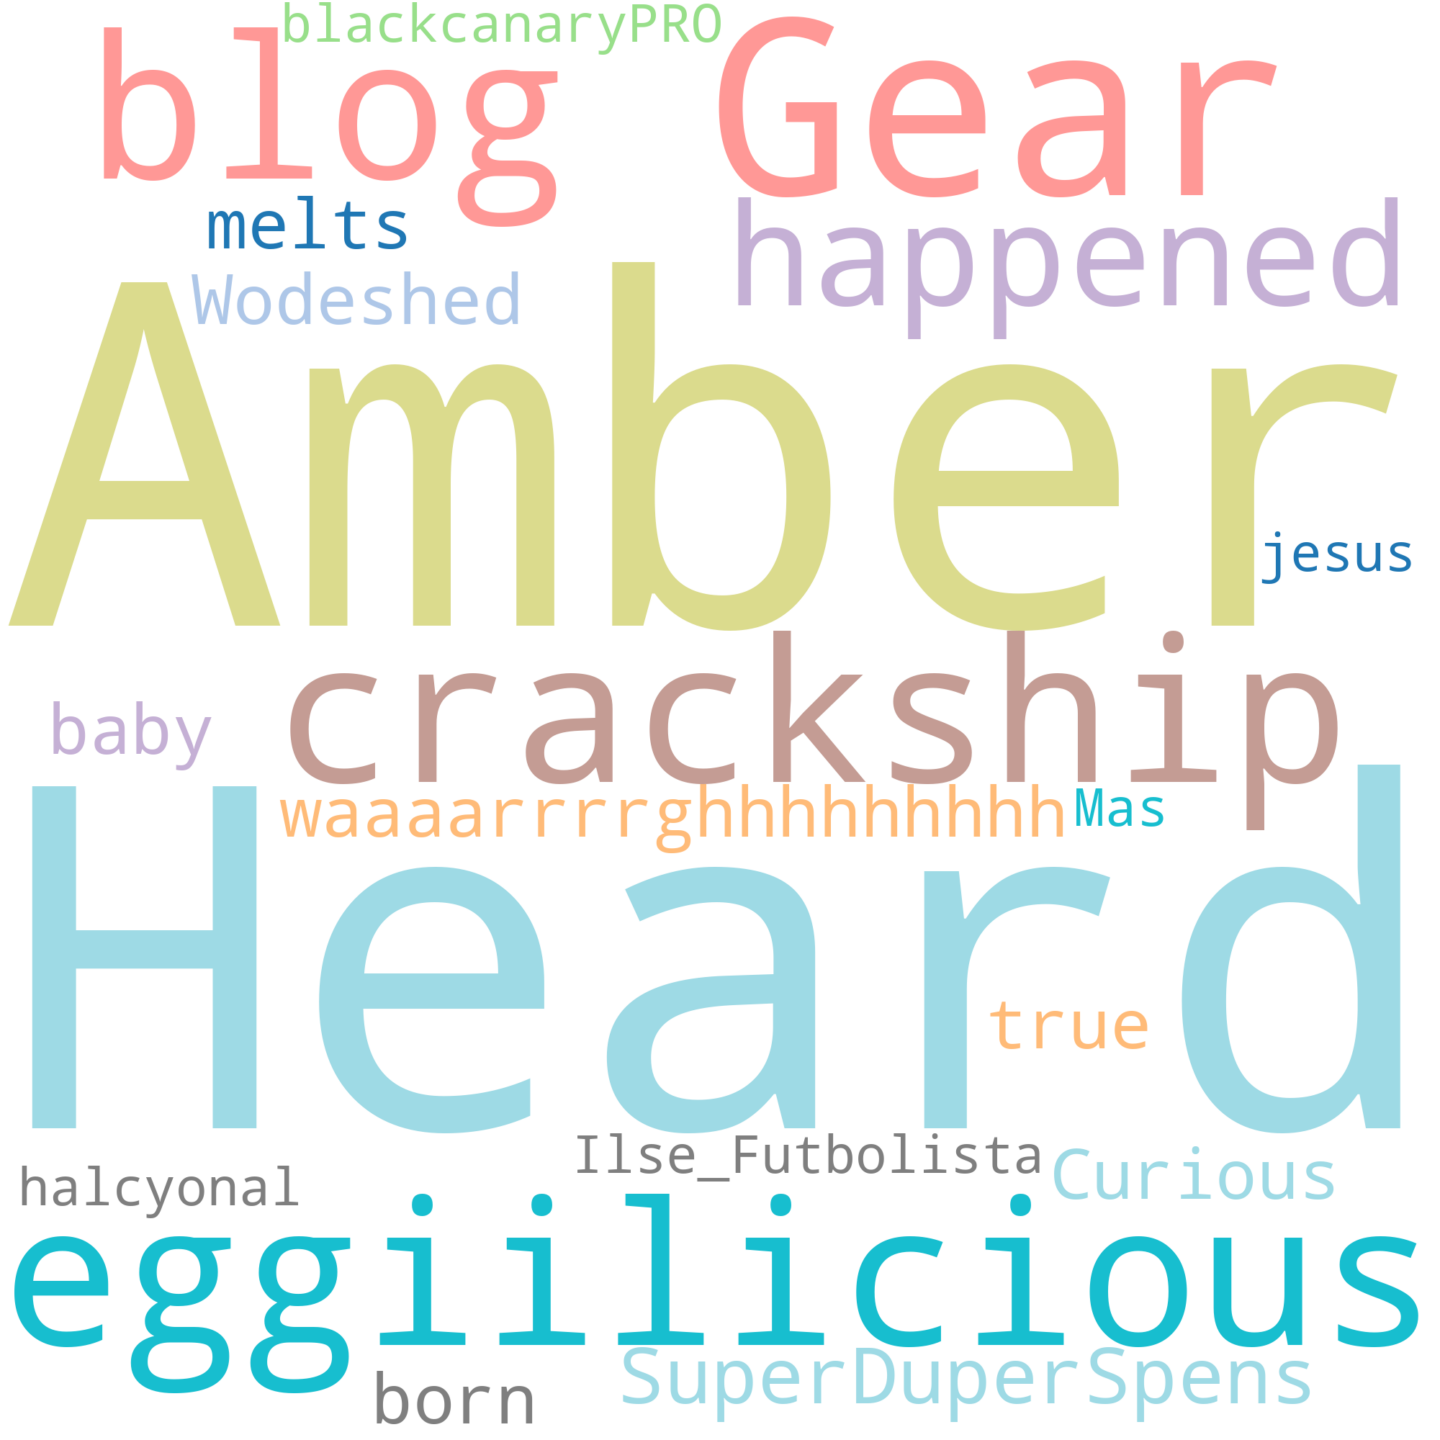 blackcanaryPRO
blog Gear
melts
happened
Wodeshed
Amber
jesus
crackship
baby
waaaarrrrghhhhhhhhh Mas
Heard
true
Ilse_Futbolista
Curious
halcyonal
eggiilicious
SuperDuperSpens
born